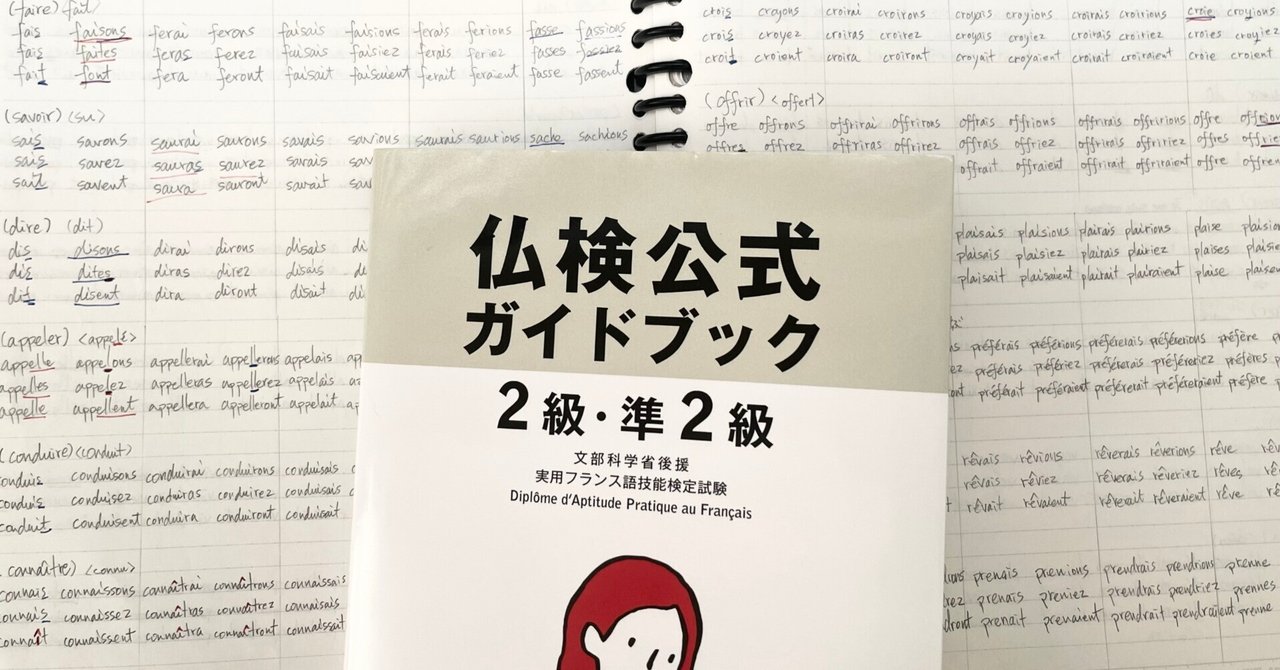 (faire) fait⟩
fais faisons ferai ferons faisais faisions ferais ferions fasse fassions
fais faites feras ferez faisais faisiez ferais feriez fasses fassiez
fait font fera feront faisait faisaient ferait feraient fasse fassent
(savoir) (su)
sais savons saurai saurons savais savions saurais saurions sache sachions
sais savez sauras saurez savais
sait savent saura sauront savait
(dire) (dit)
dis disons dirai dirons disais
dis dites diras direz disais
dit disent dira diront disait
(appeler) <appelé>
appelle appelons appellerai appellerons appelais
appelles appelez appelleras appellerez appelais
appelle appellent appellera appelleront appelait
(conduire) (conduit)
conduis conduisons conduirai conduirons conduisais
conduis conduisez conduiras conduirez conduisais
conduit conduisent conduira conduiront conduisait
connaître) <connu>
connais connaissons connaîtrai connaîtrons connaissais
connais connaissez connaîtras connaîtrez connaissais
connaît connaissent connaîtra connaîtront connaissait
crois croyons croirai croirons croyais croyions croirais croirions croie croyions
crois croyez croiras croirez croyais croyiez croirais croiriez croies croyiez
croit croient croira croiront croyait croyaient croirait croiraient croie croient
(offrir) <offert>
offre offrons offrirai offrirons offrais offrions offrirais offririons offre
offres offrez offriras offrirez offrais offriez offrirais offririez offres
offrait offraient offrirait offriraient offre
plaisais plaisions plairais plairions plaise
plaisais plaisiez plairais plairiez plaises
plaisait plaisaient plairait plairaient plaise
préférais préférions préférerais préférerions préfère
préférais préfériez préférerais préféreriez préfères
préférait préféraient préférerait préféreraient préfère
rêvais rêvions rêverais rêverions rêve
rêvais rêviez rêverais rêveriez rêves
rêvait rêvaient rêverait rêveraient rêve
prenais prenions prendrais prendrions prenne
prenais preniez prendrais prendriez prennes
prenait prenaient prendrait prendraient prenne
仏検公式
ガイドブック
2級・準2級
文部科学省後援
実用フランス語技能検定試験
Diplôme d'Aptitude Pratique au Français